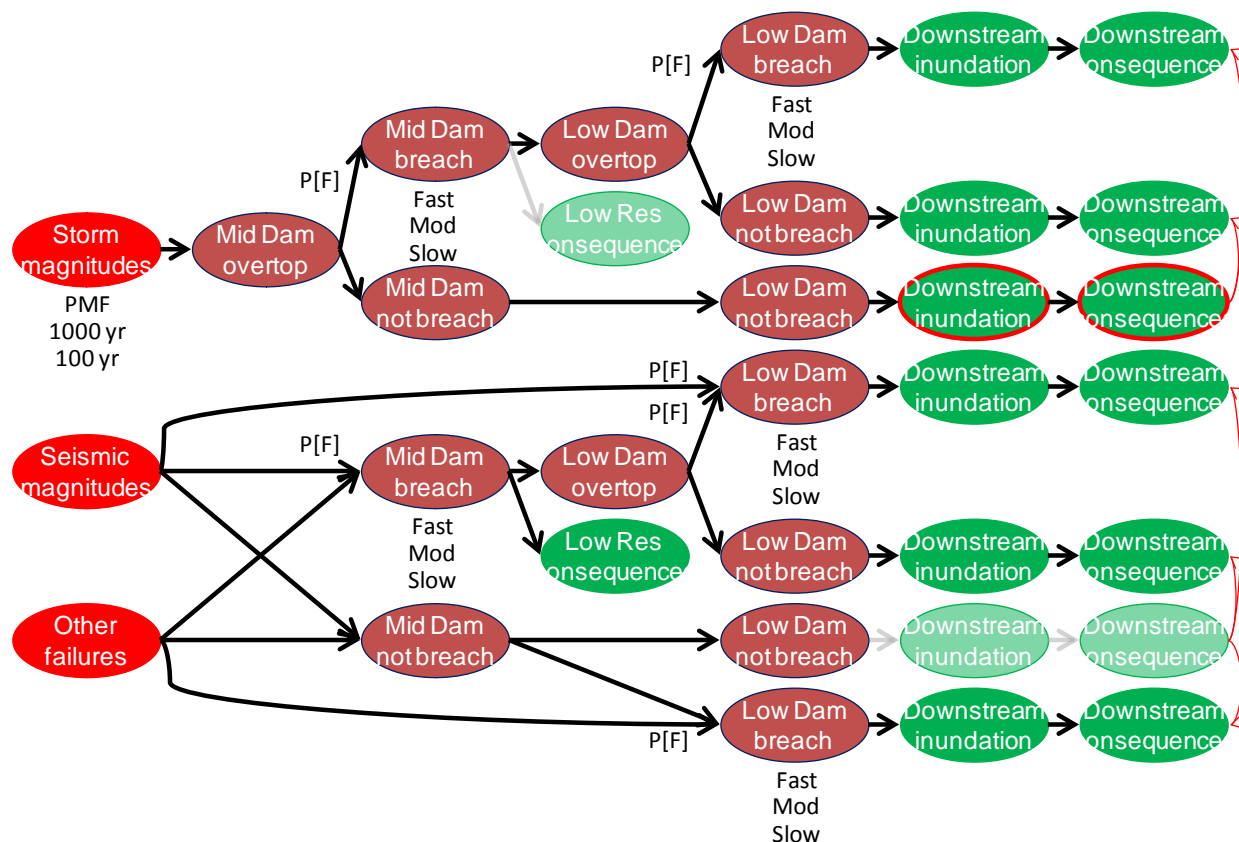 Low Dam
breach
Downstream
inundation
Downstream
onsequence
P[F]
Fast
Mod
Slow
Mid Dam
breach
Low Dam
overtop
P[F]
Fast
Mod
Slow
Low Res
onsequence
Low Dam
not breach
Downstream
inundation
Downstream
onsequence
Storm
magnitudes
PMF
1000 yr
100 yr
Mid Dam
overtop
Mid Dam
not breach
Low Dam
not breach
Downstream
inundation
Downstream
onsequence
P[F]
Low Dam
breach
Downstream
inundation
Downstream
onsequence
P[F]
Fast
Mod
Slow
Seismic
magnitudes
P[F]
Mid Dam
breach
Low Dam
overtop
Fast
Mod
Slow
Low Res
onsequence
Low Dam
not breach
Downstream
inundation
Downstream
onsequence
Other
failures
Mid Dam
not breach
Low Dam
not breach
Downstream
inundation
Downstream
onsequence
P[F]
Low Dam
breach
Downstream
inundation
Downstream
onsequence
Fast
Mod
Slow